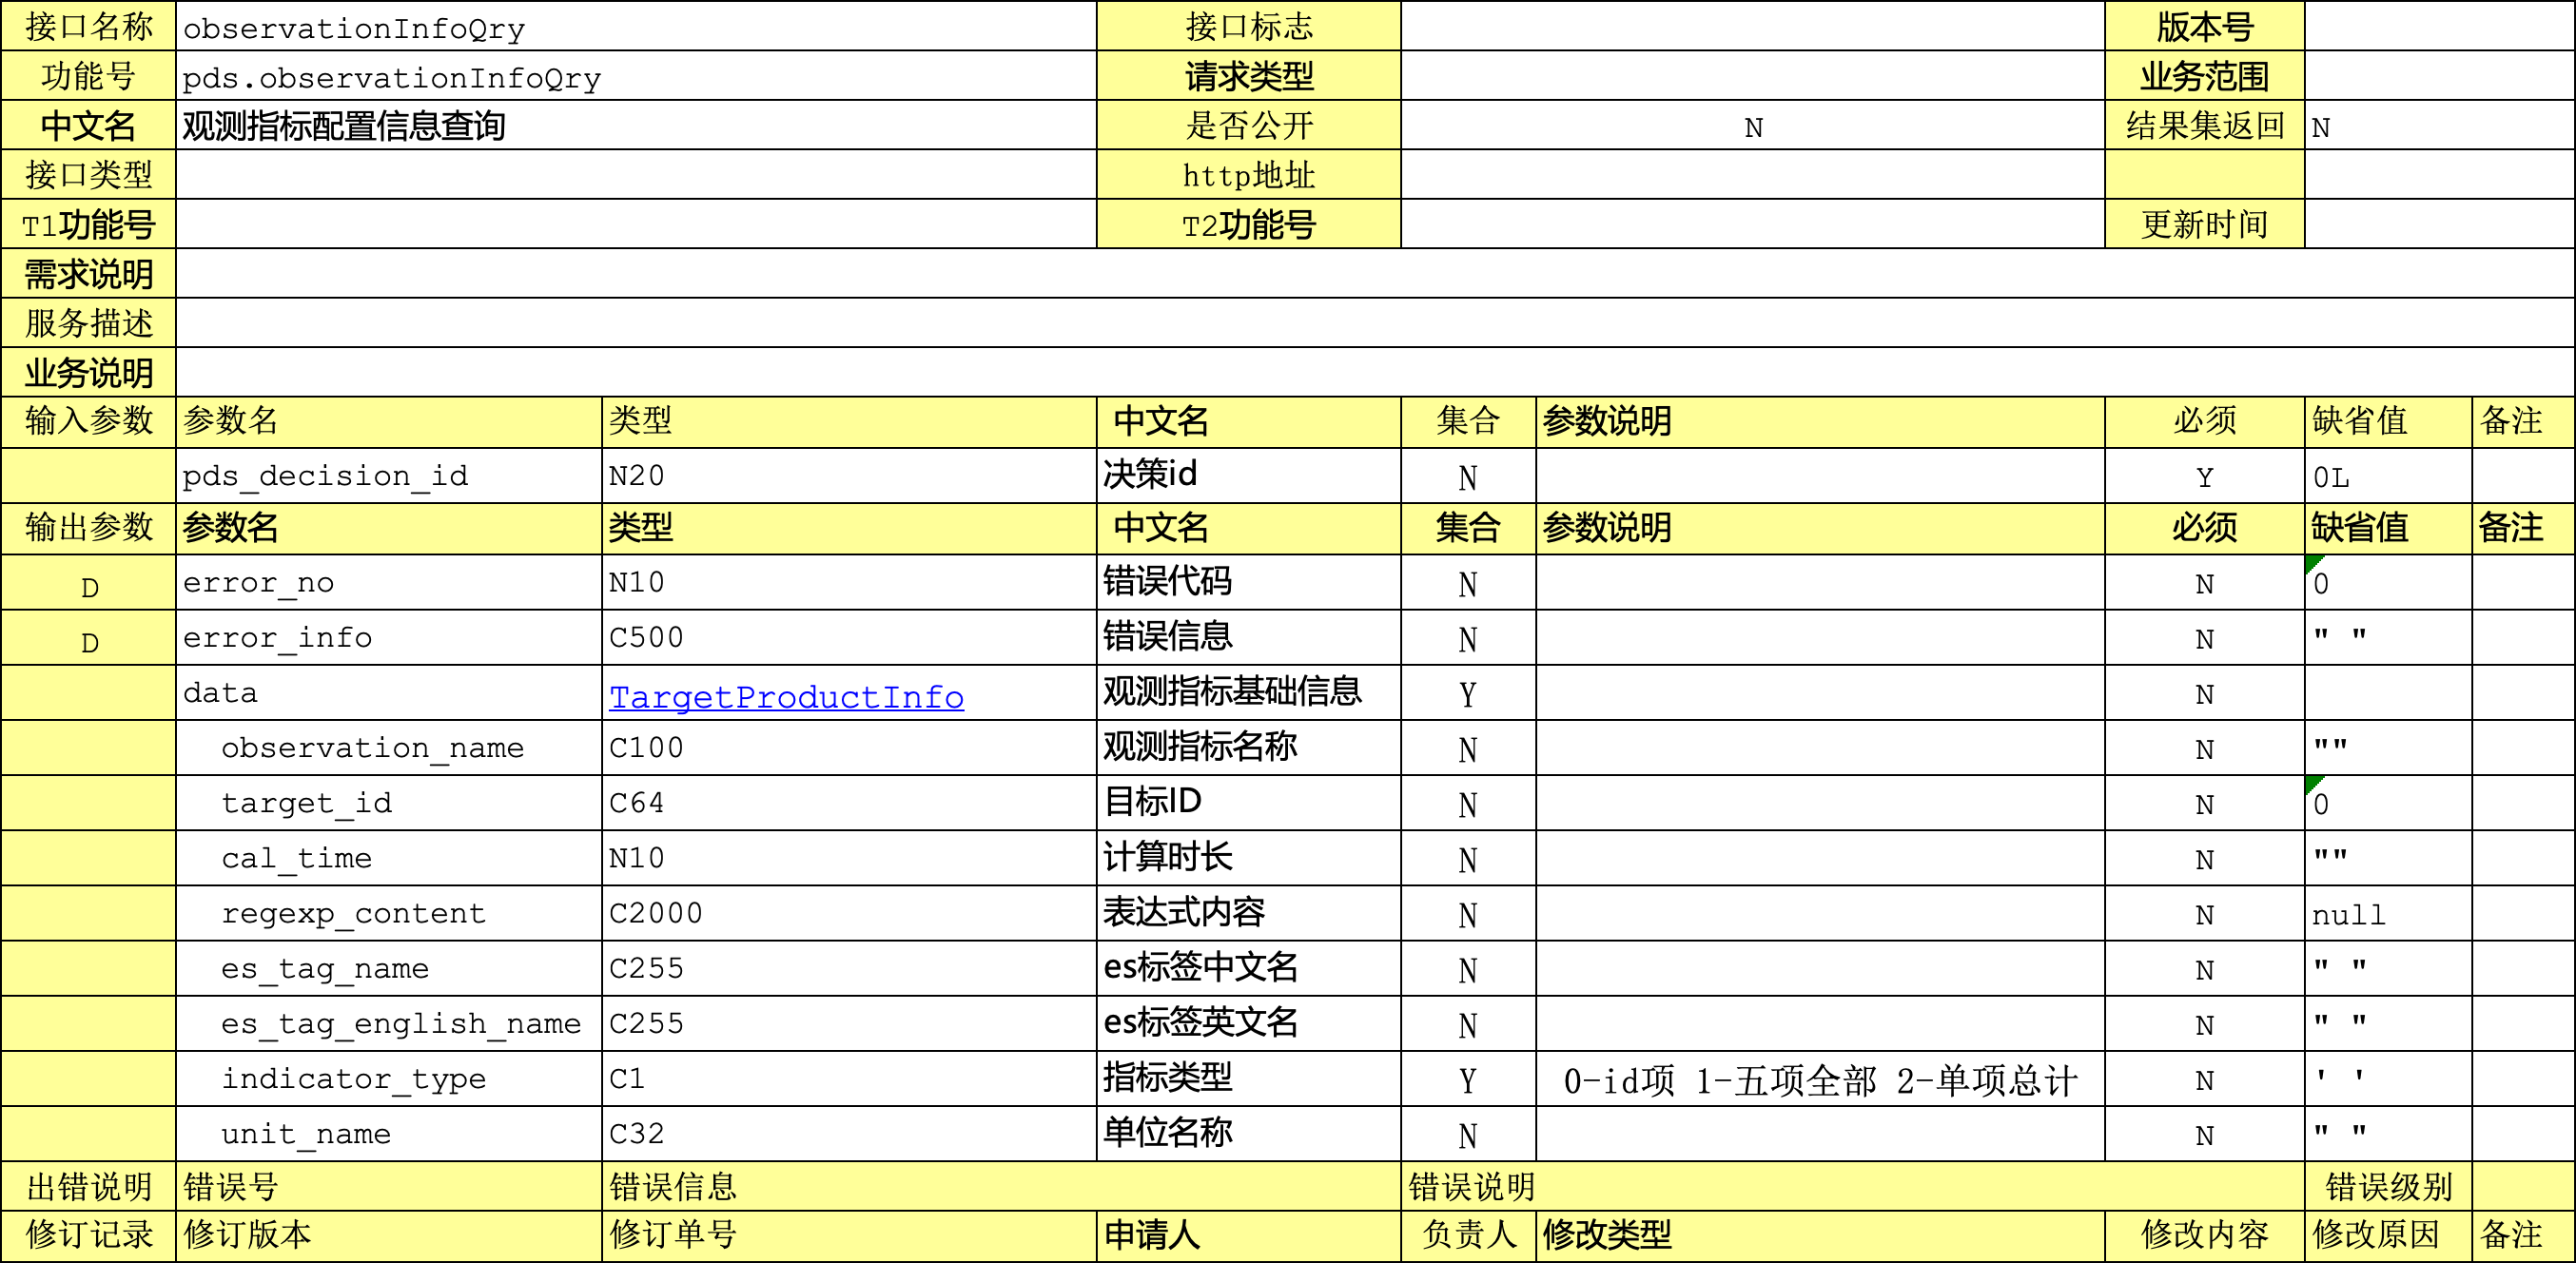 接口名称 observationInfoQry 接口标志 版本号
功能号 pds.observationInfoQry 请求类型 业务范围
中文名 观测指标配置信息查询 是否公开 N 结果集返回 N
接口类型 http地址
T1功能号 T2功能号 更新时间
需求说明
服务描述
业务说明
输入参数 参数名 类型 中文名 集合 参数说明 必须 缺省值 备注
pds_decision_id N20 决策id N Y 0L
输出参数 参数名 类型 中文名 集合 参数说明 必须 缺省值 备注
D error_no N10 错误代码 N N 0
D error_info C500 错误信息 N N " "
data TargetProductInfo 观测指标基础信息 Y N
observation_name C100 观测指标名称 N N ""
target_id C64 目标ID N N 0
cal_time N10 计算时长 N N ""
regexp_content C2000 表达式内容 N N null
es_tag_name C255 es标签中文名 N N " "
es_tag_english_name C255 es标签英文名 N N " "
indicator_type C1 指标类型 Y 0-id项 1-五项全部 2-单项总计 N ' '
unit_name C32 单位名称 N N " "
出错说明 错误号 错误信息 错误说明 错误级别
修订记录 修订版本 修订单号 申请人 负责人 修改类型 修改内容 修改原因 备注